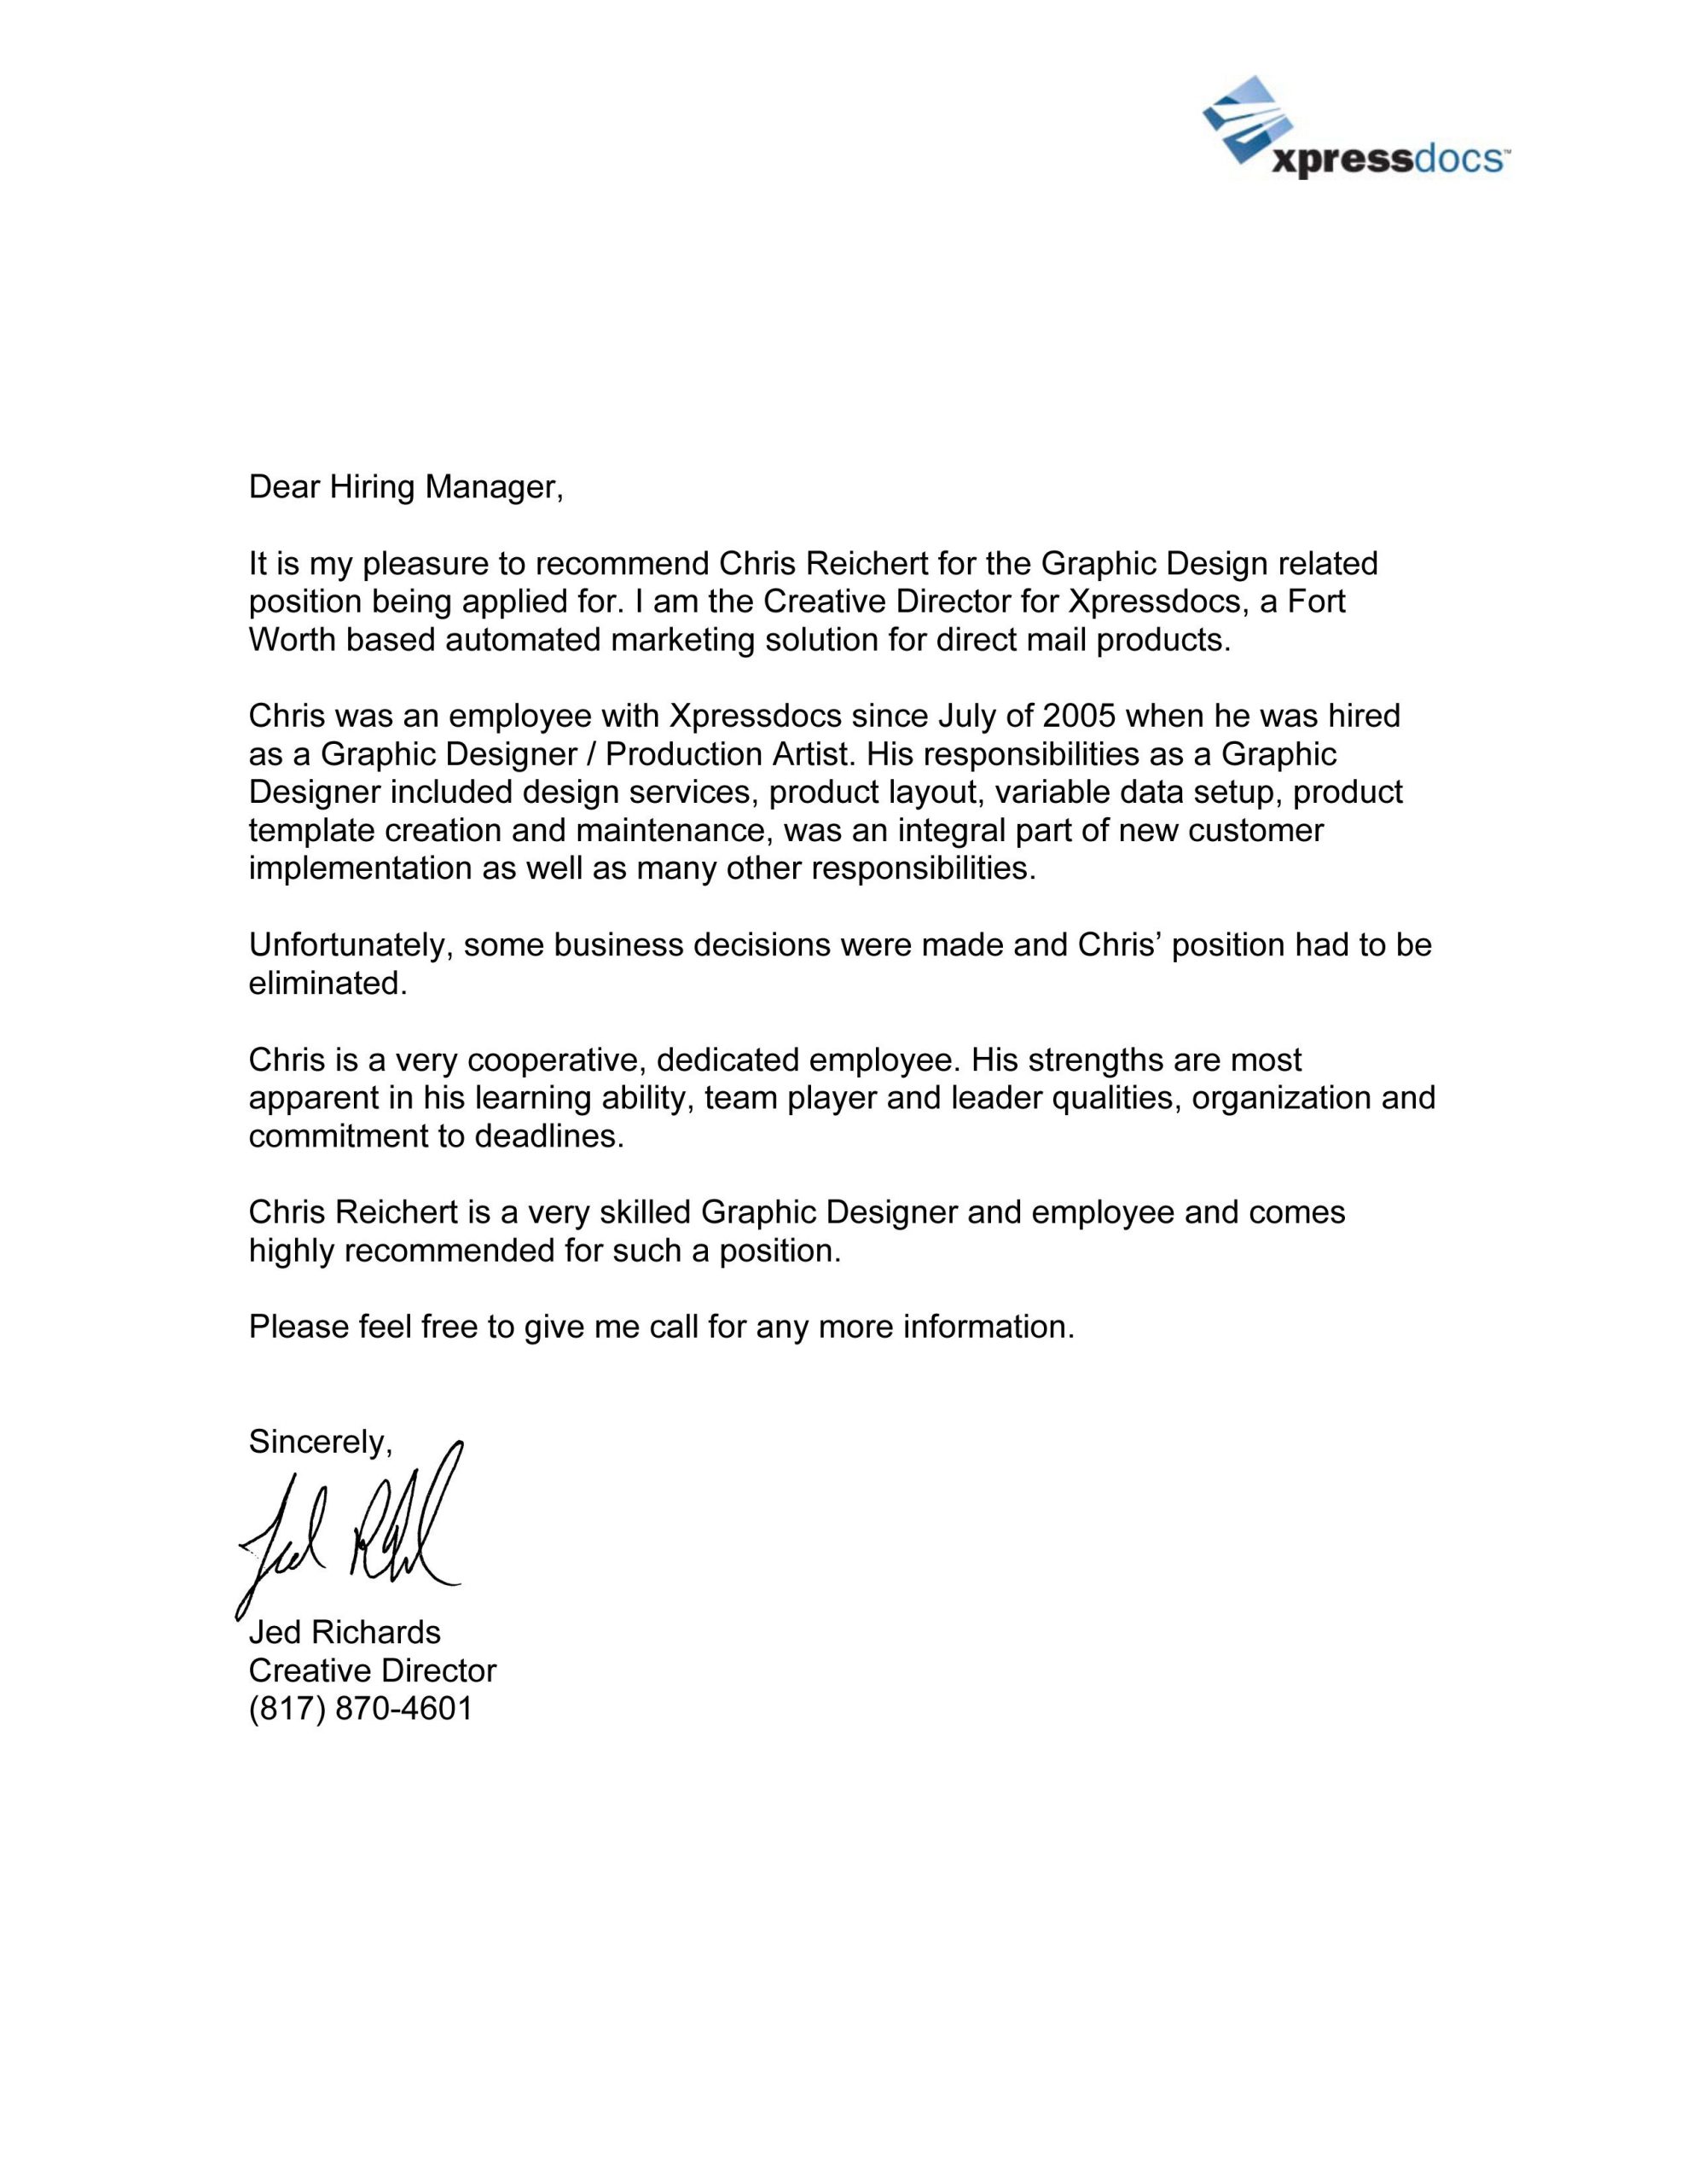 xpressdocs™
Dear Hiring Manager,
It is my pleasure to recommend Chris Reichert for the Graphic Design related
position being applied for. I am the Creative Director for Xpressdocs, a Fort
Worth based automated marketing solution for direct mail products.
Chris was an employee with Xpressdocs since July of 2005 when he was hired
as a Graphic Designer / Production Artist. His responsibilities as a Graphic
Designer included design services, product layout, variable data setup, product
template creation and maintenance, was an integral part of new customer
implementation as well as many other responsibilities.
Unfortunately, some business decisions were made and Chris’ position had to be
eliminated.
Chris is a very cooperative, dedicated employee. His strengths are most
apparent in his learning ability, team player and leader qualities, organization and
commitment to deadlines.
Chris Reichert is a very skilled Graphic Designer and employee and comes
highly recommended for such a position.
Please feel free to give me call for any more information.
Sincerely,
Jed Richards
Creative Director
(817) 870-4601